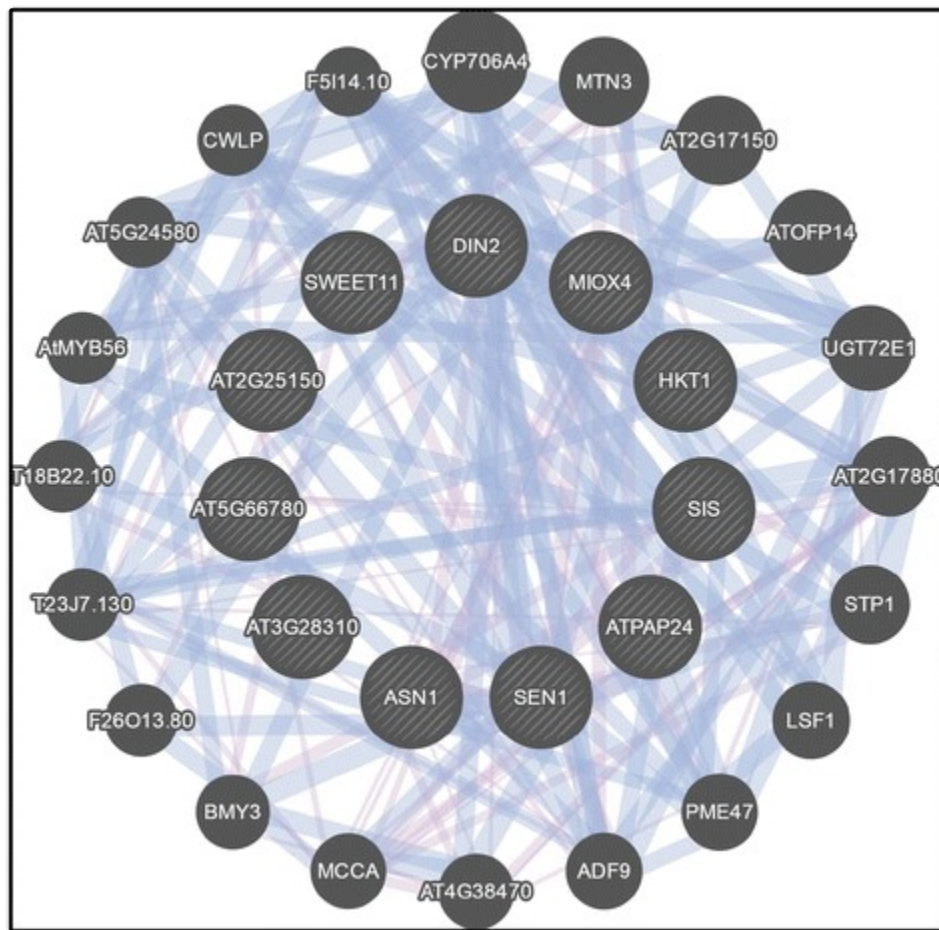 CYP706A4
F5I14.10
MTN3
CWLP
AT2G17150
AT5G24580
ATOFP14
DIN2
SWEET11
MIOX4
AtMYB56
UGT72E1
AT2G25150
HKT1
T18B22.10
AT2G17880
AT5G66780
SIS
T23J7.130
STP1
AT3G28310
ATPAP24
ASN1
SEN1
F26O13.80
LSF1
BMY3
PME47
MCCA
ADF9
AT4G38470